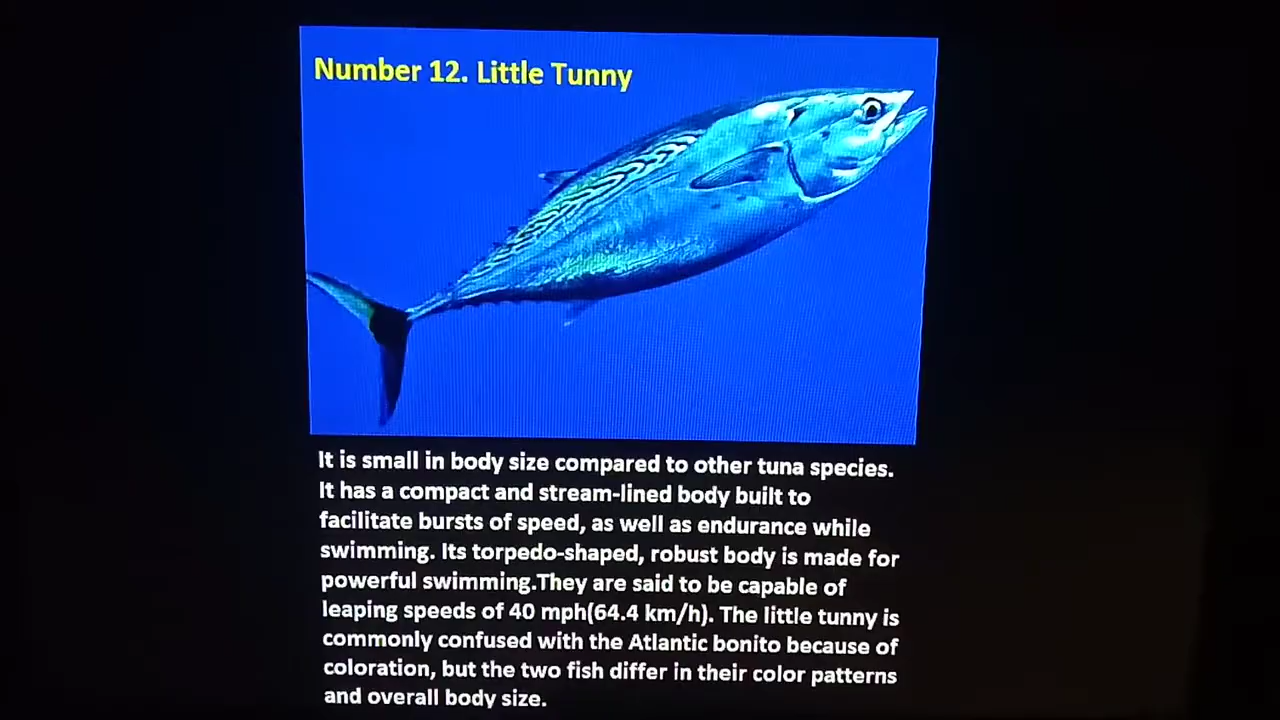 Number 12. Little Tunny
It is small in body size compared to other tuna species.
It has a compact and stream-lined body built to
facilitate bursts of speed, as well as endurance while
swimming. Its torpedo-shaped, robust body is made for
powerful swimming.They are said to be capable of
leaping speeds of 40 mph(64.4 km/h). The little tunny is
commonly confused with the Atlantic bonito because of
coloration, but the two fish differ in their color patterns
and overall body size.